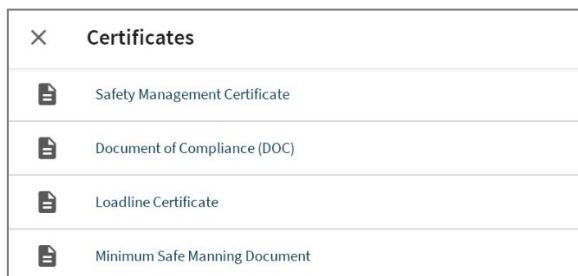 Certificates
Safety Management Certificate
Document of Compliance (DOC)
Loadline Certificate
Minimum Safe Manning Document